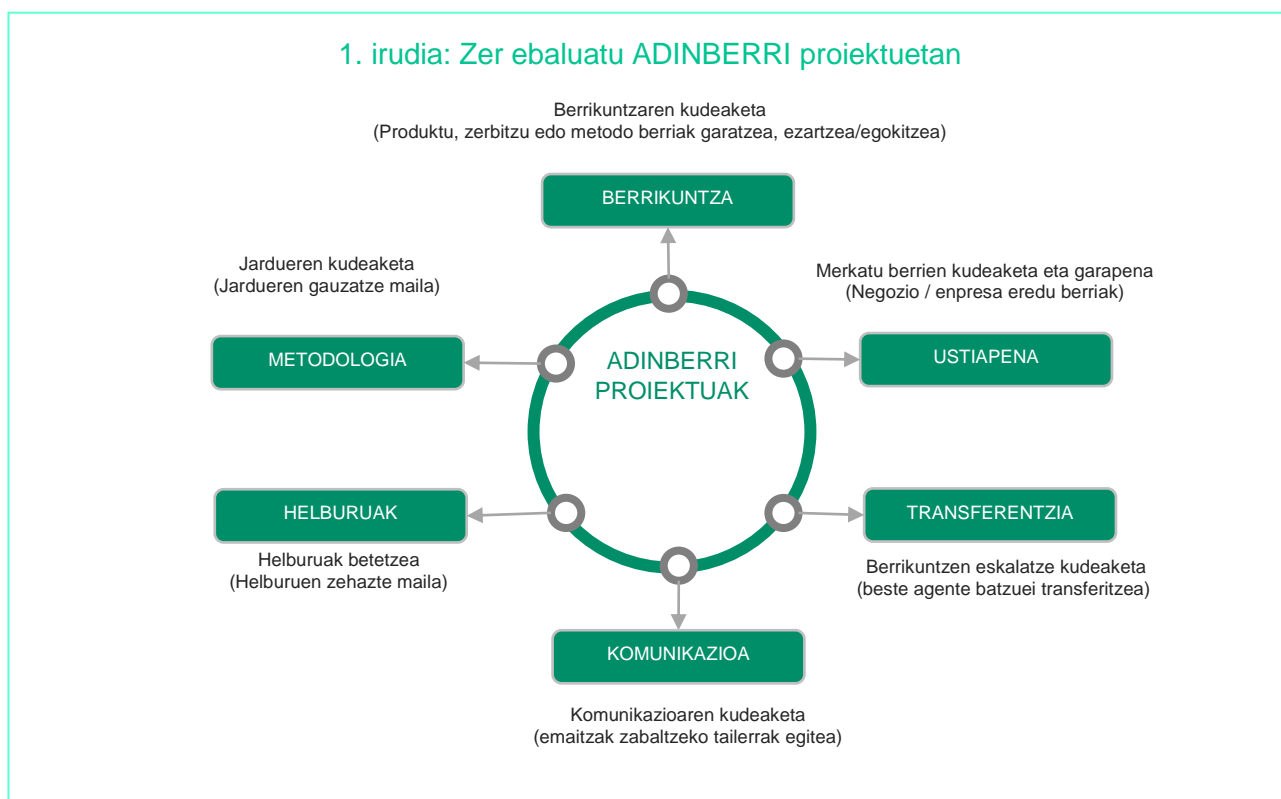 1. irudia: Zer ebaluatu ADINBERRI proiektuetan
Berrikuntzaren kudeaketa
(Produktu, zerbitzu edo metodo berriak garatzea, ezartzea/egokitzea)
BERRIKUNTZA
Jardueren kudeaketa
(Jardueren gauzatze maila)
METODOLOGIA
Merkatu berrien kudeaketa eta garapena
(Negozio / enpresa eredu berriak)
USTIAPENA
ADINBERRI
PROIEKTUAK
HELBURUAK
Helburuak betetzea
(Helburuen zehazte maila)
TRANSFERENTZIA
Berrikuntzen eskalatze kudeaketa
(beste agente batzuei transferitzea)
KOMUNIKAZIOA
Komunikazioaren kudeaketa
(emaitzak zabaltzeko tailerrak egitea)